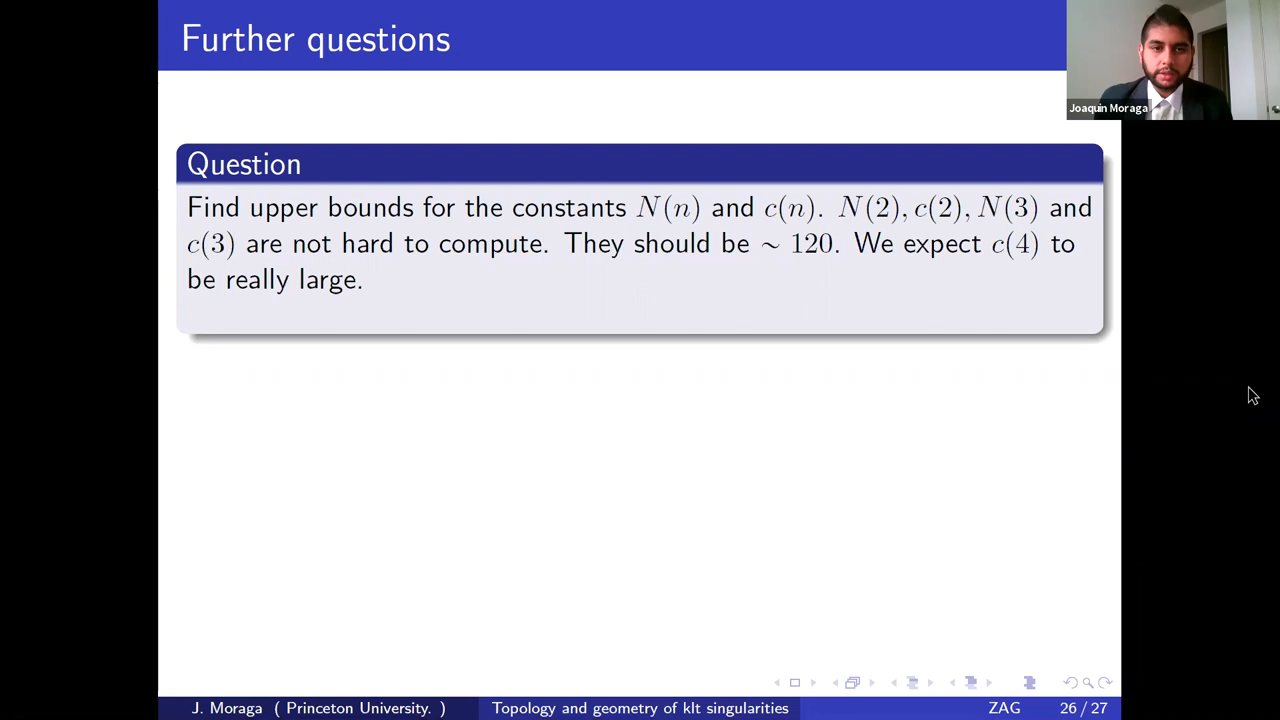 Further questions
Joaquín Moraga
Question
Find upper bounds for the constants N(n) and c(n). N(2), c(2), N(3) and
c(3) are not hard to compute. They should be ∼ 120. We expect c(4) to
be really large.
J. Moraga ( Princeton University. )
Topology and geometry of klt singularities
ZAG
26 / 27